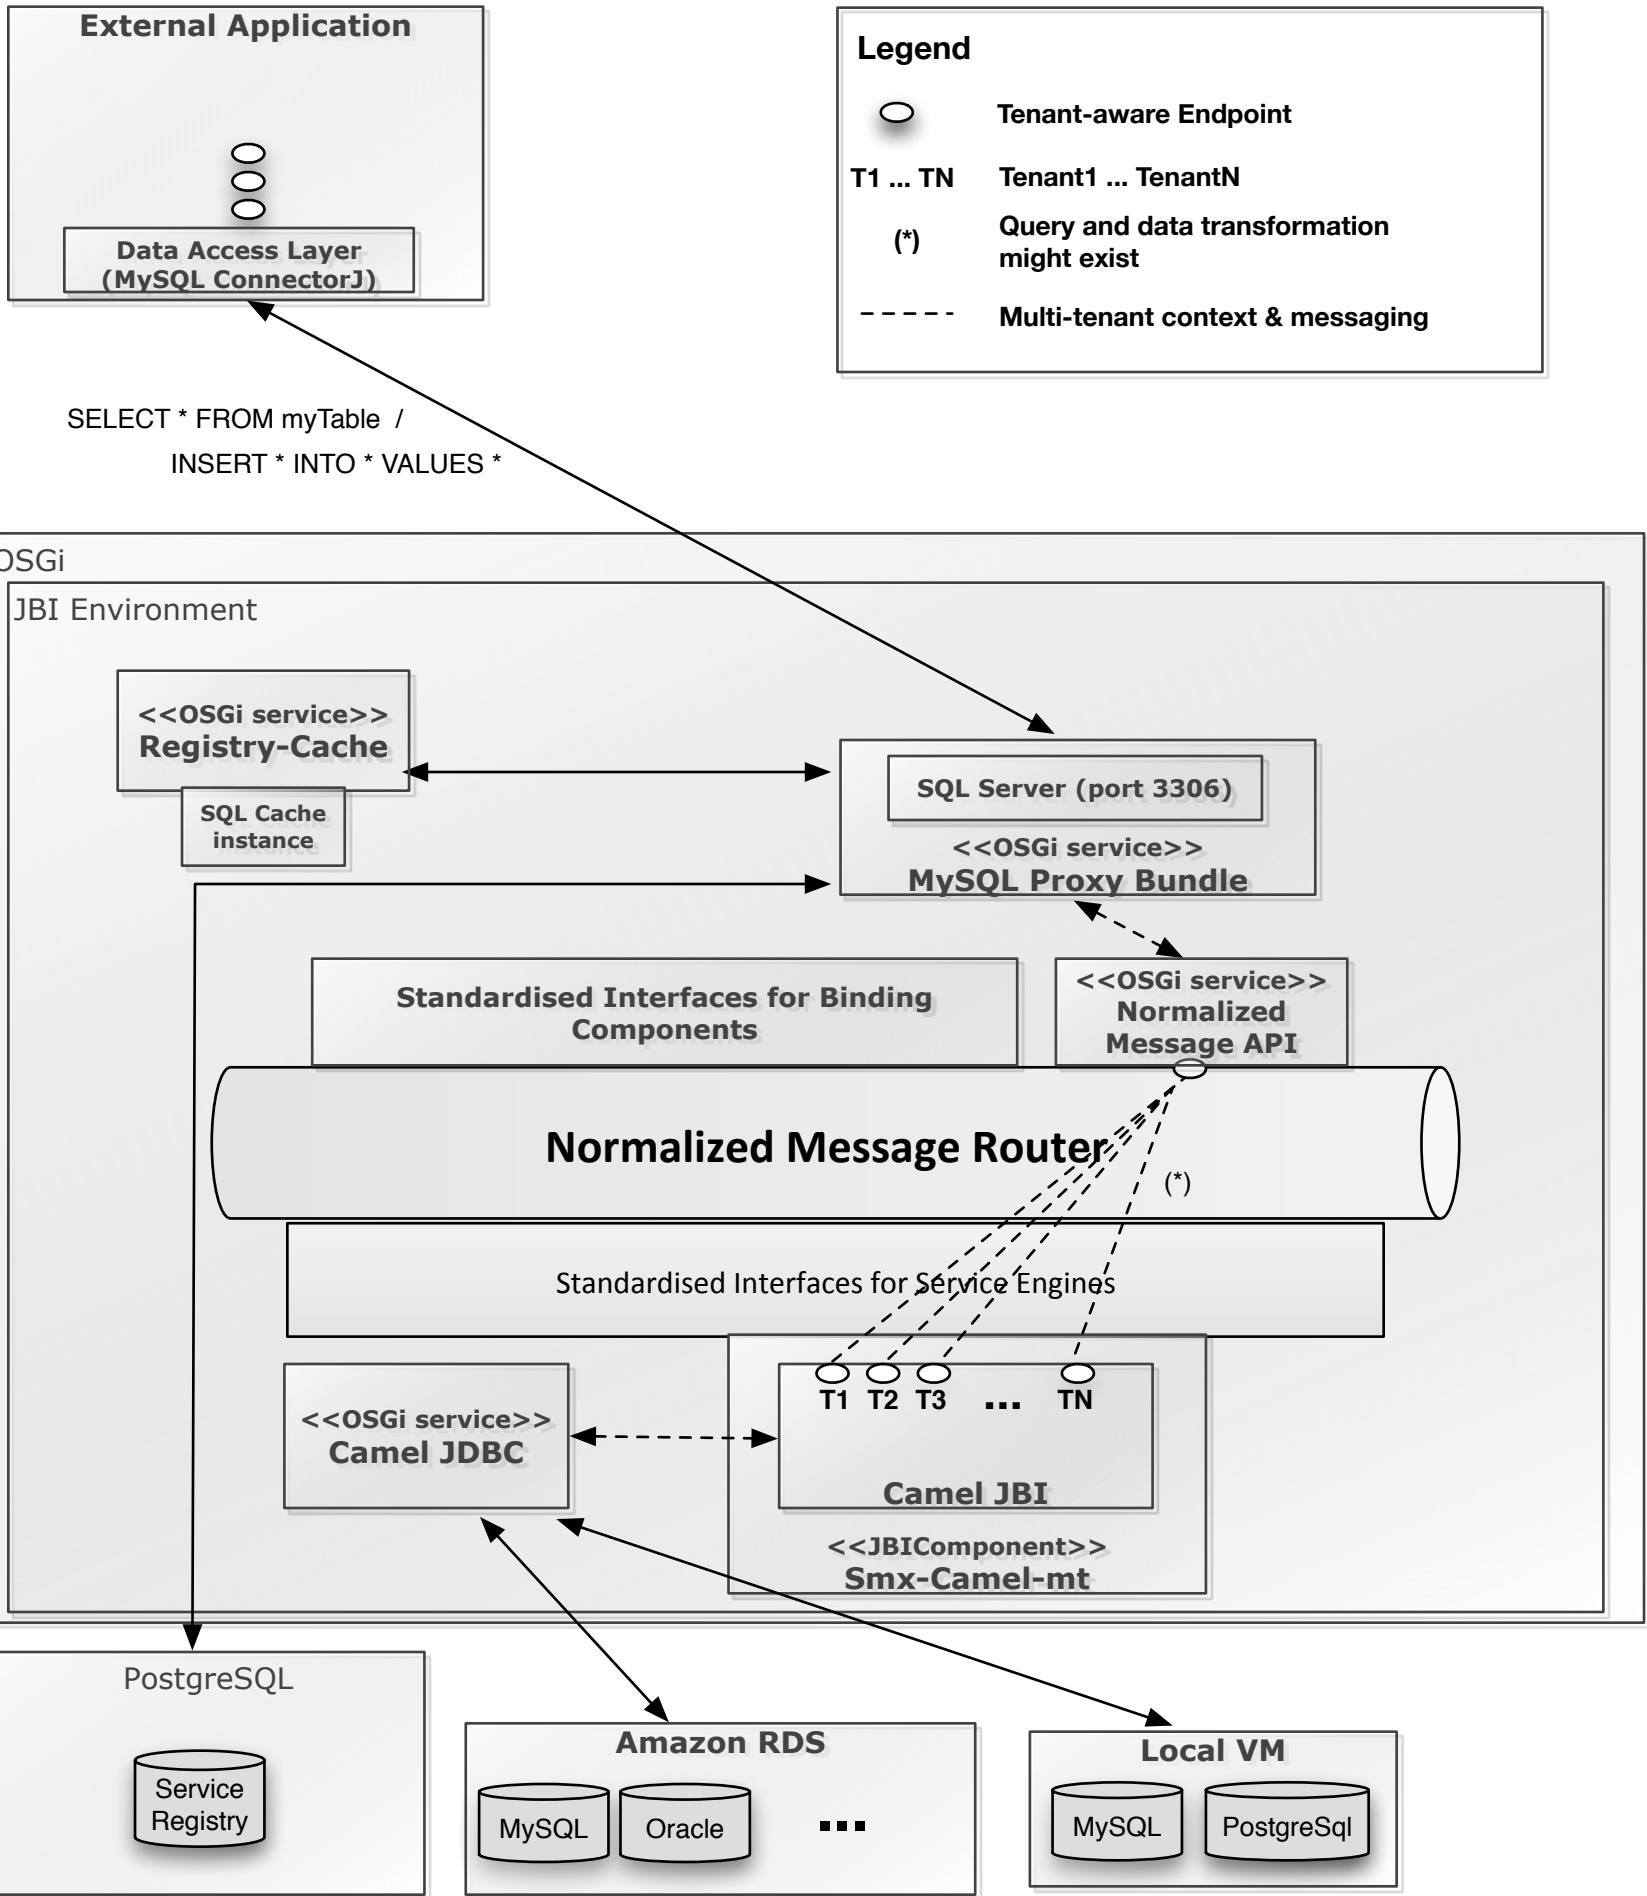 External Application
Data Access Layer
(MySQL ConnectorJ)
Legend
Tenant-aware Endpoint
T1 ... TN Tenant1 ... TenantN
(*) Query and data transformation
might exist
Multi-tenant context & messaging
SELECT * FROM myTable /
INSERT * INTO * VALUES *
OSGi
JBI Environment
<<OSGi service>>
Registry-Cache
SQL Cache
instance
SQL Server (port 3306)
<<OSGi service>>
MySQL Proxy Bundle
Standardised Interfaces for Binding
Components
<<OSGi service>>
Normalized
Message API
Normalized Message Router
(*)
Standardised Interfaces for Service Engines
T1 T2 T3 ... TN
<<OSGi service>>
Camel JDBC
Camel JBI
<<JBIComponent>>
Smx-Camel-mt
PostgreSQL
Service
Registry
Amazon RDS
MySQL Oracle ...
Local VM
MySQL PostgreSql